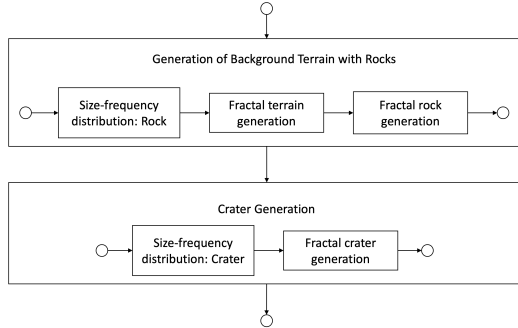 Generation of Background Terrain with Rocks
Size-frequency
distribution: Rock
Fractal terrain
generation
Fractal rock
generation
Crater Generation
Size-frequency
distribution: Crater
Fractal crater
generation